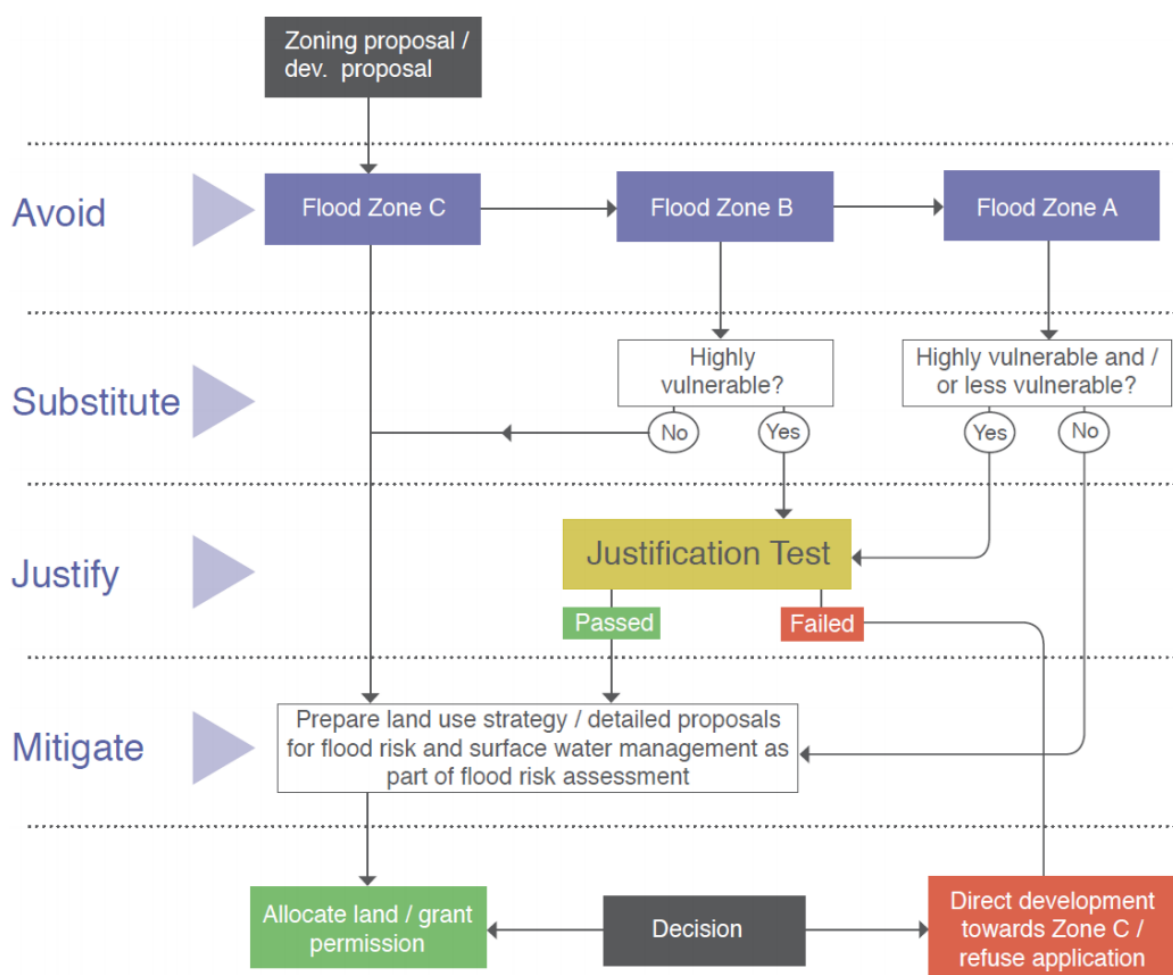 Zoning proposal /
dev. proposal
Avoid
Flood Zone C
Flood Zone B
Flood Zone A
Substitute
Highly
vulnerable?
Highly vulnerable and /
or less vulnerable?
No
Yes
Yes
No
Justify
Justification Test
Passed
Failed
Mitigate
Prepare land use strategy / detailed proposals
for flood risk and surface water management as
part of flood risk assessment
Allocate land / grant
permission
Decision
Direct development
towards Zone C /
refuse application